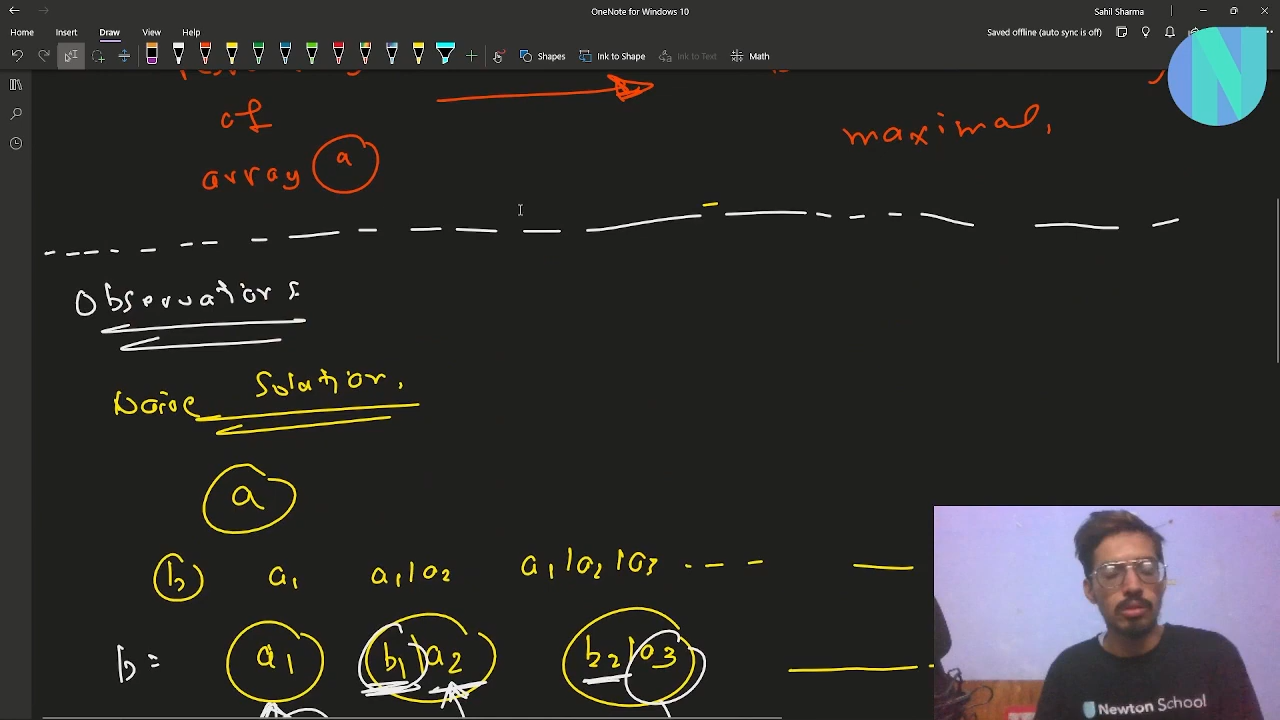 OneNote for Windows 10
Sahil Sharma
Home Insert Draw View Help
Saved offline (auto sync is off)
Shapes Ink to Shape Ink to Text Math
of
maximal,
array a
Observations
Naive Solution.
a
b a1 a1|a2 a1|a2|a3 - - -
b = a1 b1|a2 b2|a3
Newton School